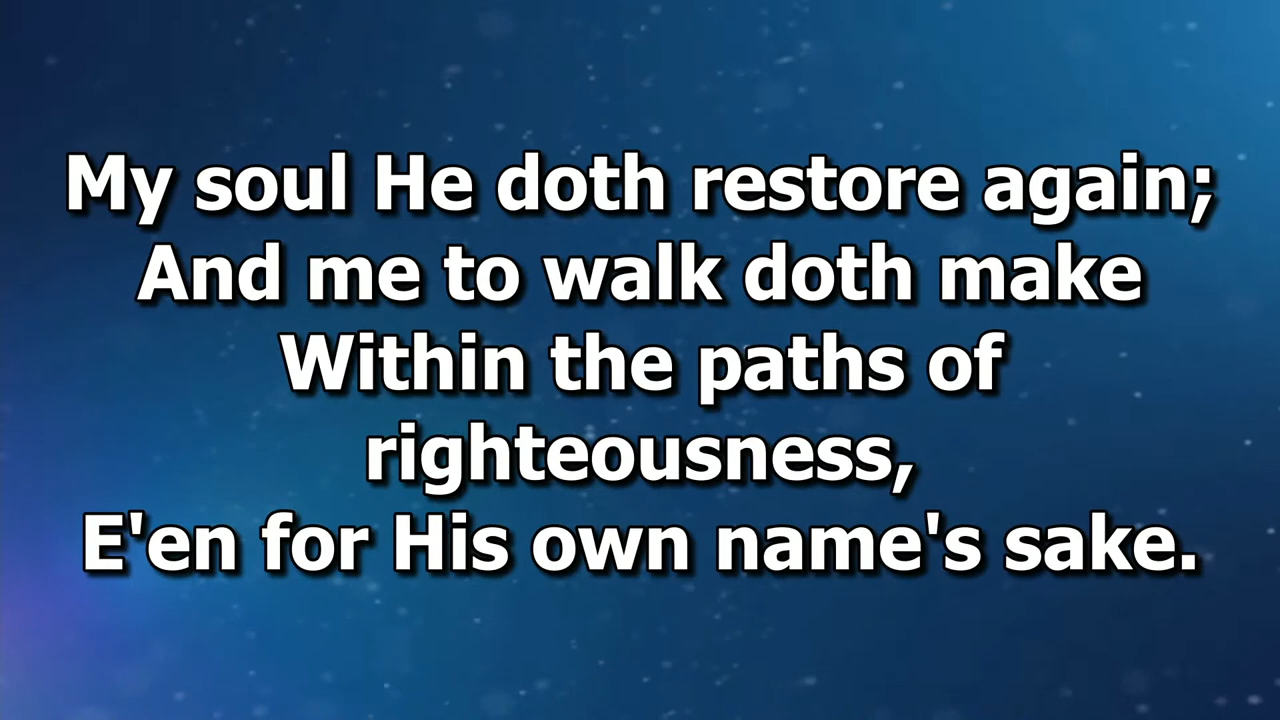 My soul He doth restore again;
And me to walk doth make
Within the paths of
righteousness,
E'en for His own name's sake.